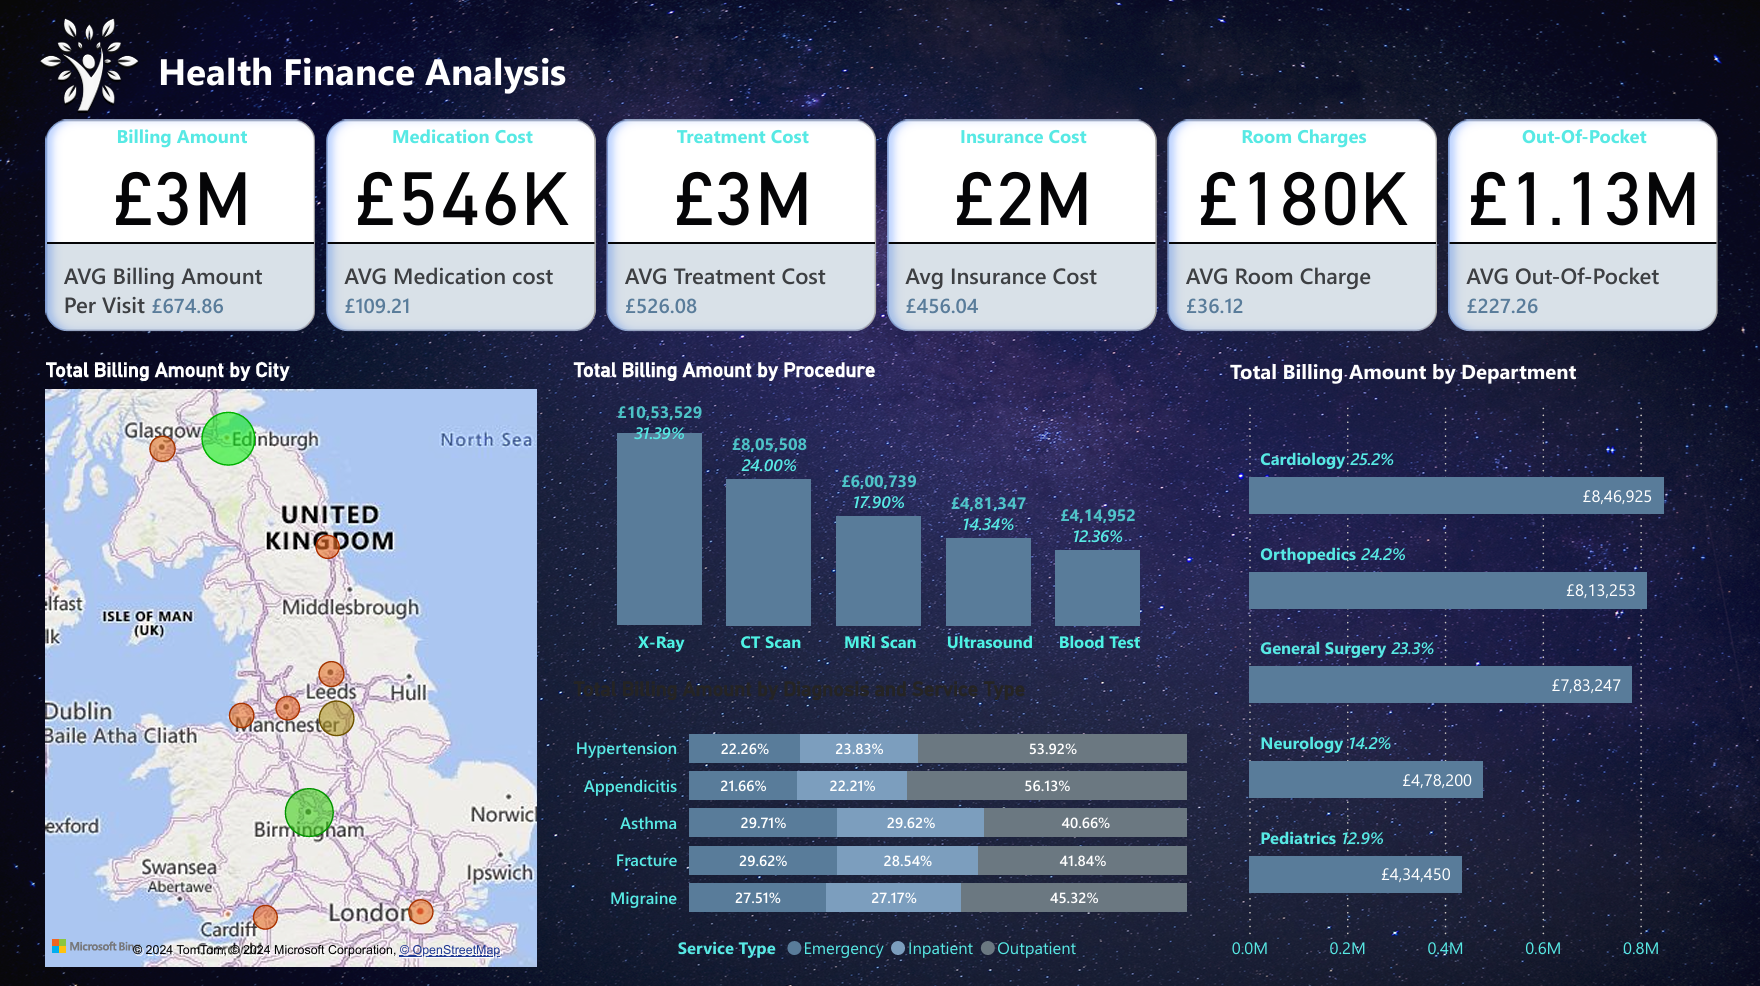 Health Finance Analysis
Billing Amount
£3M
AVG Billing Amount
Per Visit £674.86
Medication Cost
£546K
AVG Medication cost
£109.21
Treatment Cost
£3M
AVG Treatment Cost
£526.08
Insurance Cost
£2M
Avg Insurance Cost
£456.04
Room Charges
£180K
AVG Room Charge
£36.12
Out-Of-Pocket
£1.13M
AVG Out-Of-Pocket
£227.26
Total Billing Amount by City
Glasgow
Edinburgh
North Sea
UNITED
KINGDOM
elfast
ISLE OF MAN
(UK)
lk
Middlesbrough
Leeds
Hull
Dublin
Baile Atha Cliath
Manchester
Birmingham
Norwic
exford
Swansea
Abertawe
Ipswich
London
Cardiff
Microsoft Bing
© 2024 TomTom, © 2024 Microsoft Corporation, © OpenStreetMap
Total Billing Amount by Procedure
£10,53,529
31.39%
£8,05,508
24.00%
£6,00,739
17.90%
£4,81,347
14.34%
£4,14,952
12.36%
X-Ray
CT Scan
MRI Scan
Ultrasound
Blood Test
Total Billing Amount by Diagnosis and Service Type
Hypertension 22.26% 23.83% 53.92%
Appendicitis 21.66% 22.21% 56.13%
Asthma 29.71% 29.62% 40.66%
Fracture 29.62% 28.54% 41.84%
Migraine 27.51% 27.17% 45.32%
Service Type Emergency Inpatient Outpatient
Total Billing Amount by Department
Cardiology 25.2%
£8,46,925
Orthopedics 24.2%
£8,13,253
General Surgery 23.3%
£7,83,247
Neurology 14.2%
£4,78,200
Pediatrics 12.9%
£4,34,450
0.0M 0.2M 0.4M 0.6M 0.8M